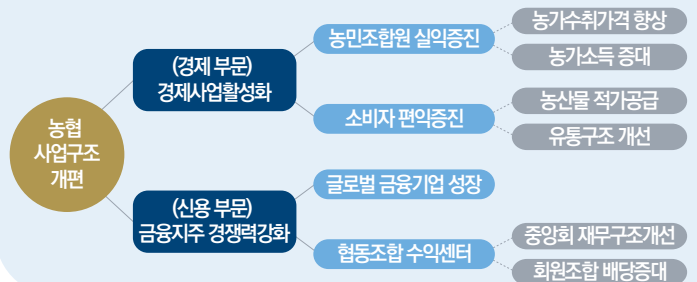 농협
사업구조
개편
(경제 부문)
경제사업활성화
농민조합원 실익증진
농가수취가격 향상
농가소득 증대
소비자 편익증진
농산물 적가공급
유통구조 개선
(신용 부문)
금융지주 경쟁력강화
글로벌 금융기업 성장
협동조합 수익센터
중앙회 재무구조개선
회원조합 배당증대